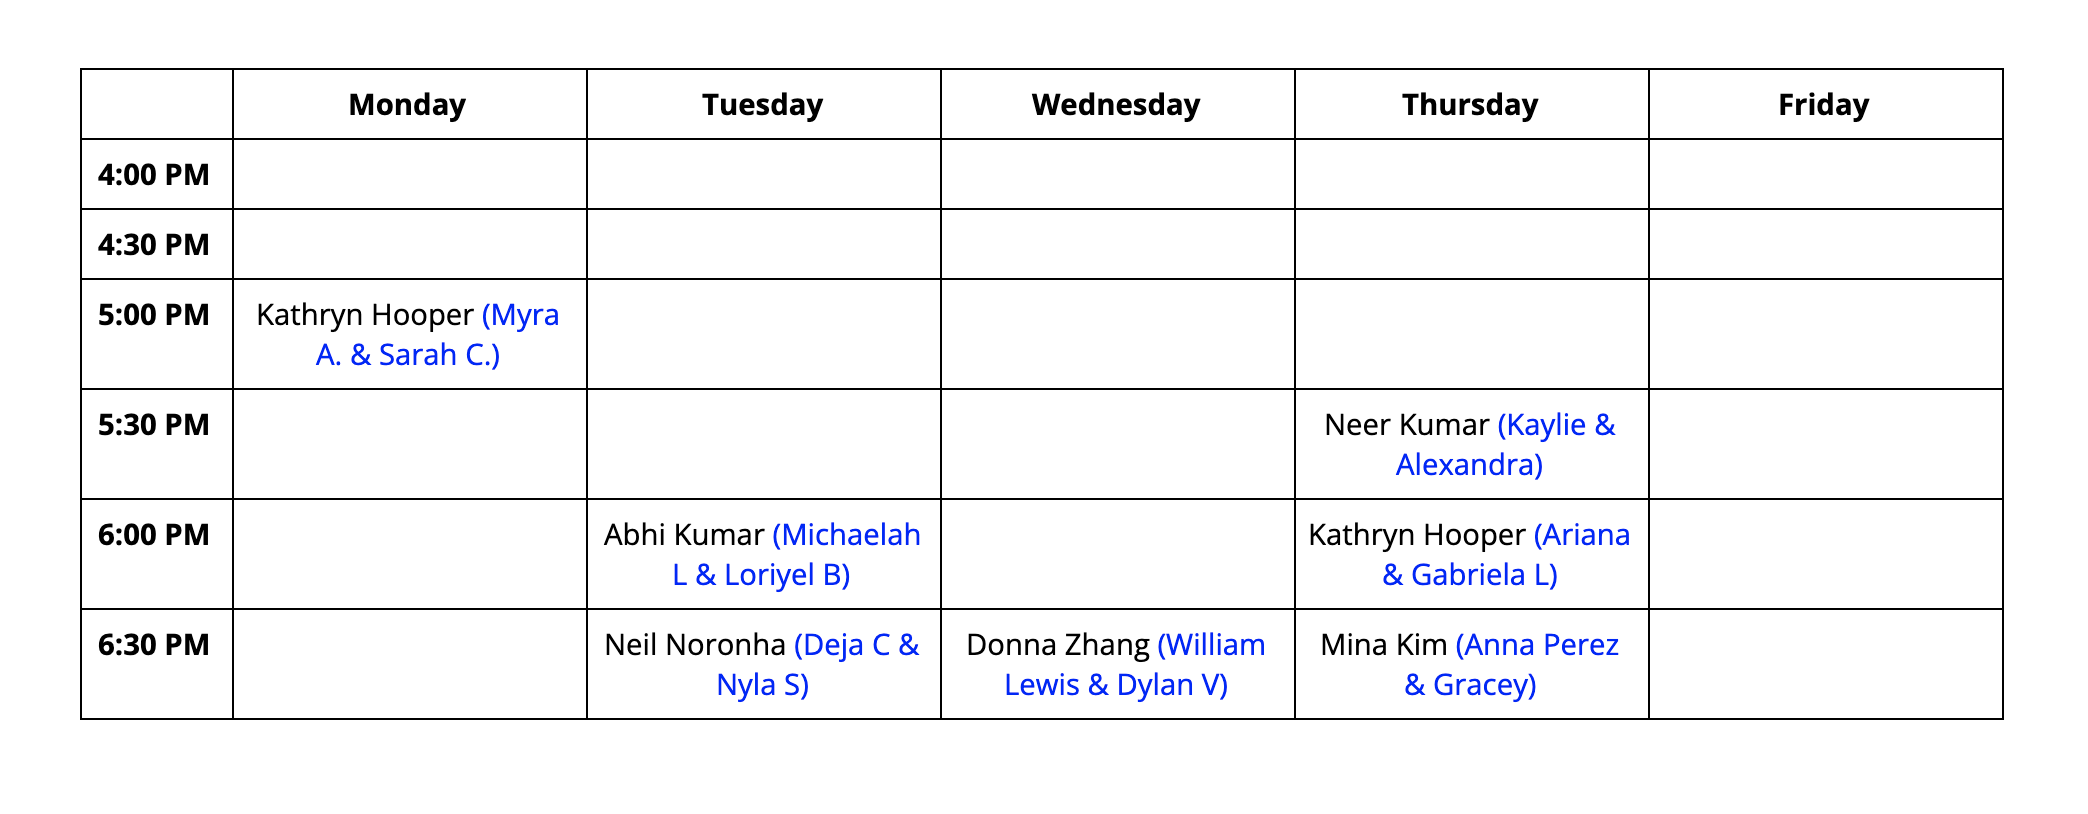 Monday Tuesday Wednesday Thursday Friday
4:00 PM
4:30 PM
5:00 PM
Kathryn Hooper (Myra
A. & Sarah C.)
5:30 PM
Neer Kumar (Kaylie &
Alexandra)
6:00 PM
Abhi Kumar (Michaelah
L & Loriyel B)
Kathryn Hooper (Ariana
& Gabriela L)
6:30 PM
Neil Noronha (Deja C &
Nyla S)
Donna Zhang (William
Lewis & Dylan V)
Mina Kim (Anna Perez
& Gracey)